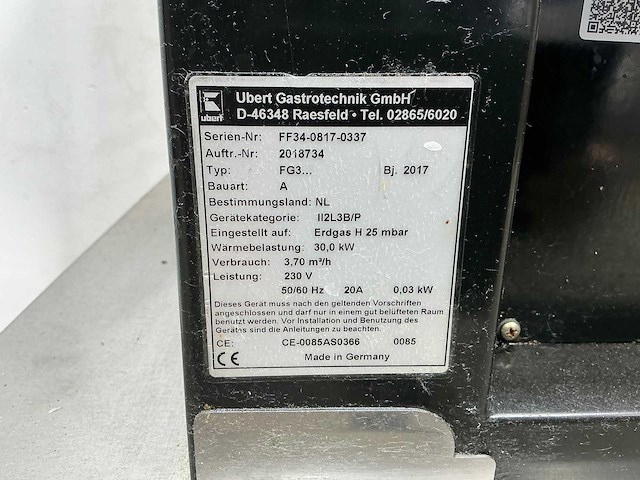 ubert
Ubert Gastrotechnik GmbH
D-46348 Raesfeld • Tel. 02865/6020
Serien-Nr: FF34-0817-0337
Auftr.-Nr: 2018734
Typ: FG3... Bj. 2017
Bauart: A
Bestimmungsland: NL
Gerätekategorie: II2L3B/P
Eingestellt auf: Erdgas H 25 mbar
Wärmebelastung: 30,0 kW
Verbrauch: 3,70 m³/h
Leistung: 230 V
50/60 Hz 20A 0,03 kW
Dieses Gerät muss nach den geltenden Vorschriften
angeschlossen und darf nur in einem gut belüfteten Raum
benutzt werden. Vor Installation und Benutzung des
Geräts sind die Anleitungen zu beachten.
CE: CE-0085AS0366 0085
CE Made in Germany